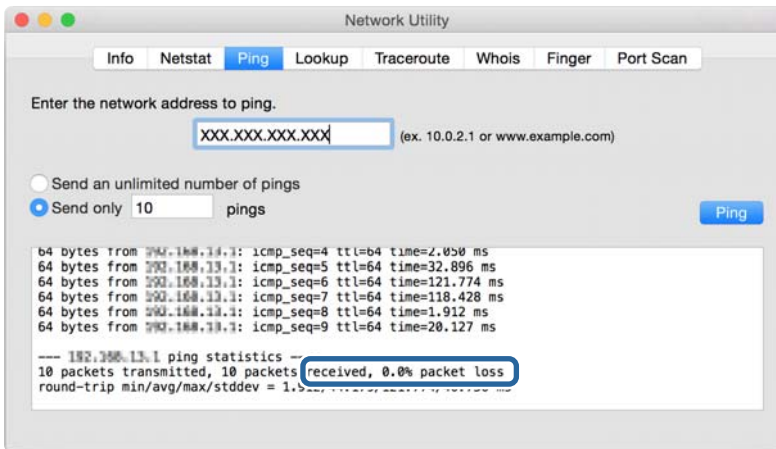 Network Utility
Info Netstat Ping Lookup Traceroute Whois Finger Port Scan
Enter the network address to ping.
XXX.XXX.XXX.XXX (ex. 10.0.2.1 or www.example.com)
Send an unlimited number of pings
Send only 10 pings
Ping
64 bytes from : icmp_seq=4 ttl=64 time=2.050 ms
64 bytes from : icmp_seq=5 ttl=64 time=32.896 ms
64 bytes from : icmp_seq=6 ttl=64 time=121.774 ms
64 bytes from : icmp_seq=7 ttl=64 time=118.428 ms
64 bytes from : icmp_seq=8 ttl=64 time=1.912 ms
64 bytes from : icmp_seq=9 ttl=64 time=20.127 ms
--- ping statistics --
10 packets transmitted, 10 packets received, 0.0% packet loss
round-trip min/avg/max/stddev = ms